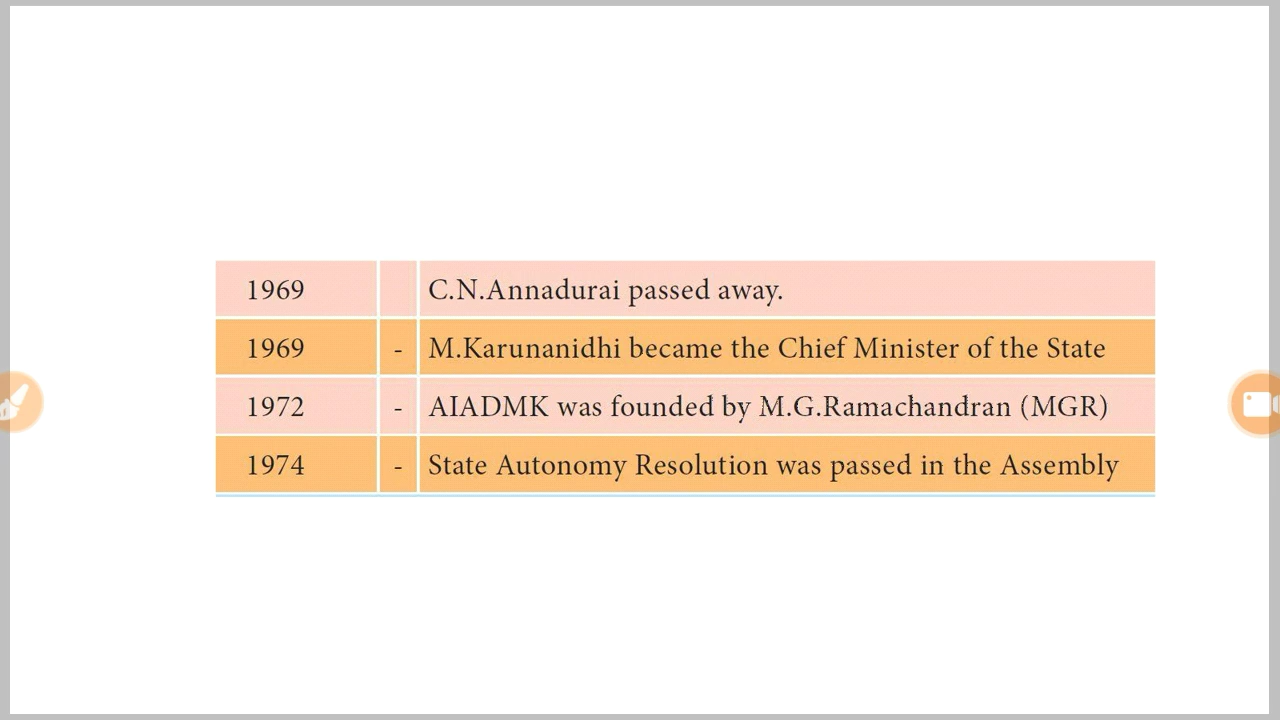 1969 C.N.Annadurai passed away.
1969 - M.Karunanidhi became the Chief Minister of the State
1972 - AIADMK was founded by M.G.Ramachandran (MGR)
1974 - State Autonomy Resolution was passed in the Assembly